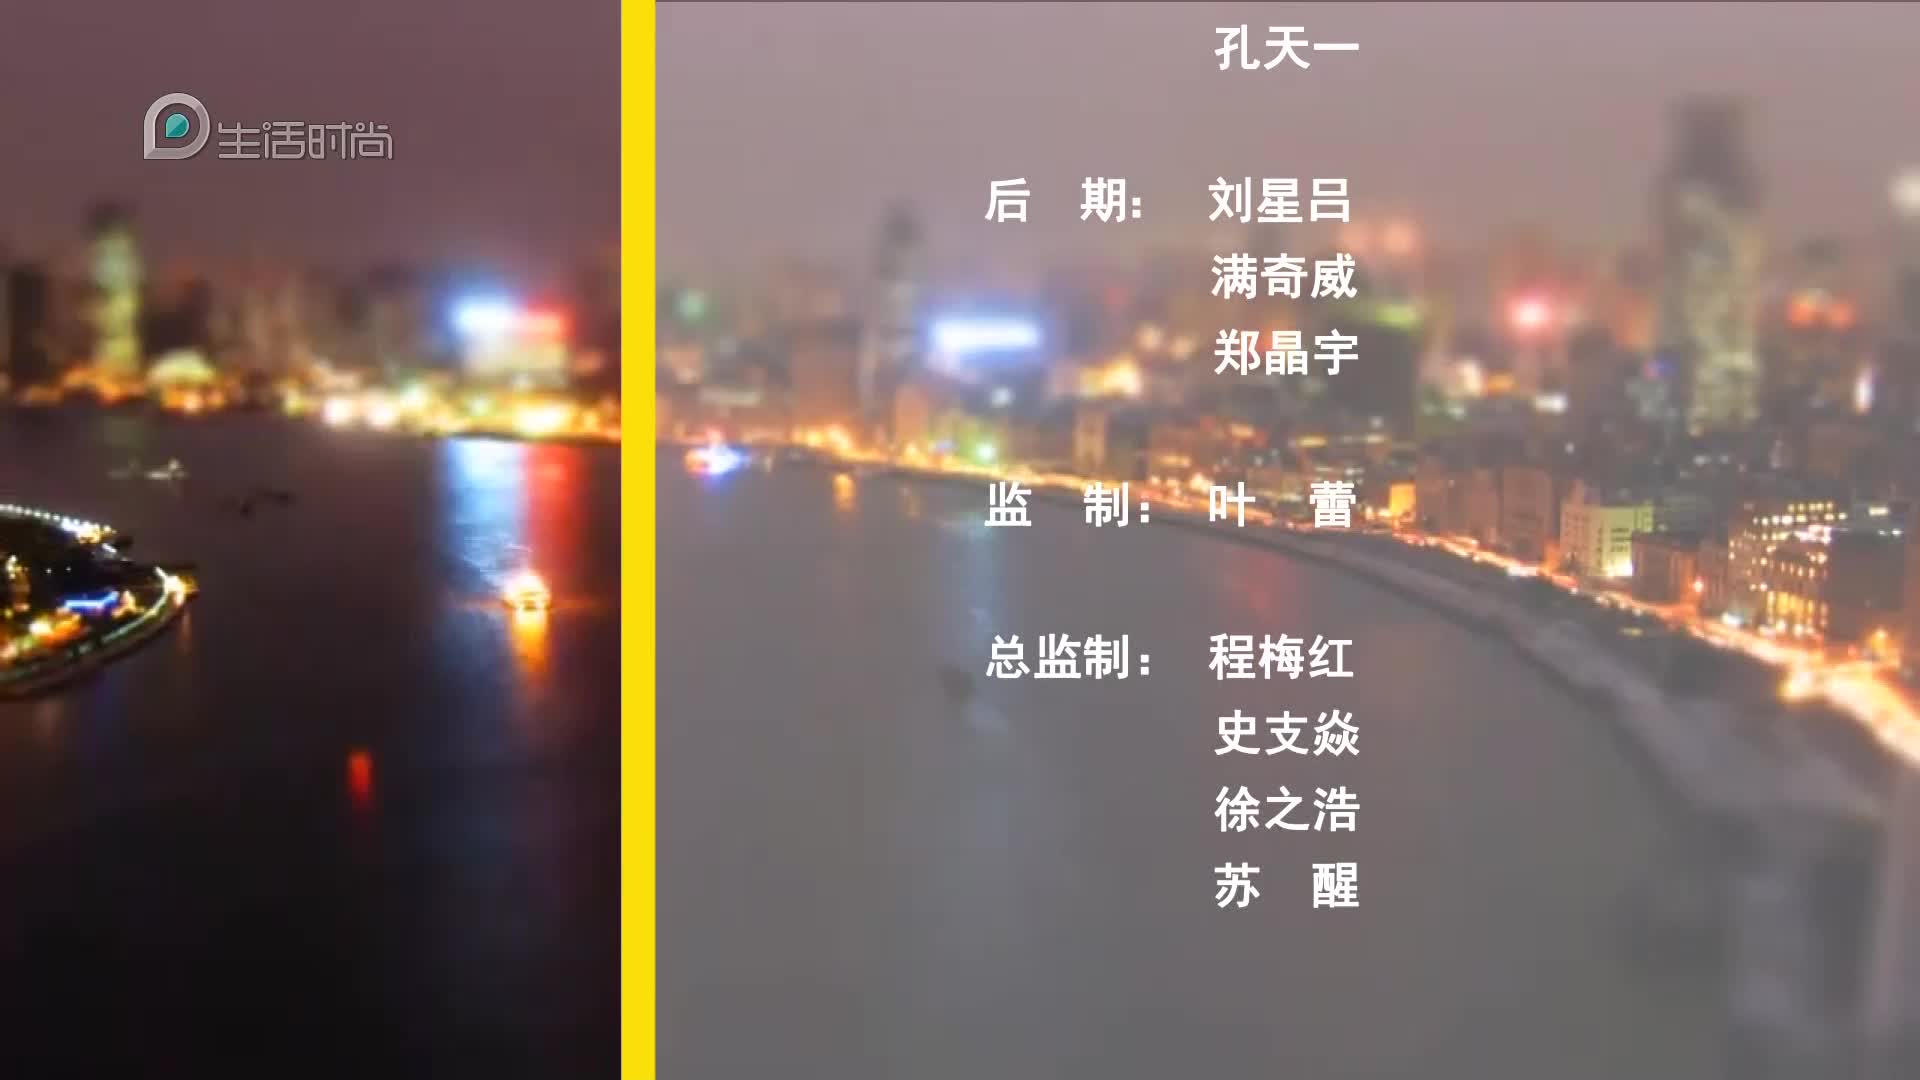 孔天一
生活时尚
后 期: 刘星吕
满奇威
郑晶宇
监 制: 叶 蕾
总监制: 程梅红
史支焱
徐之浩
苏 醒